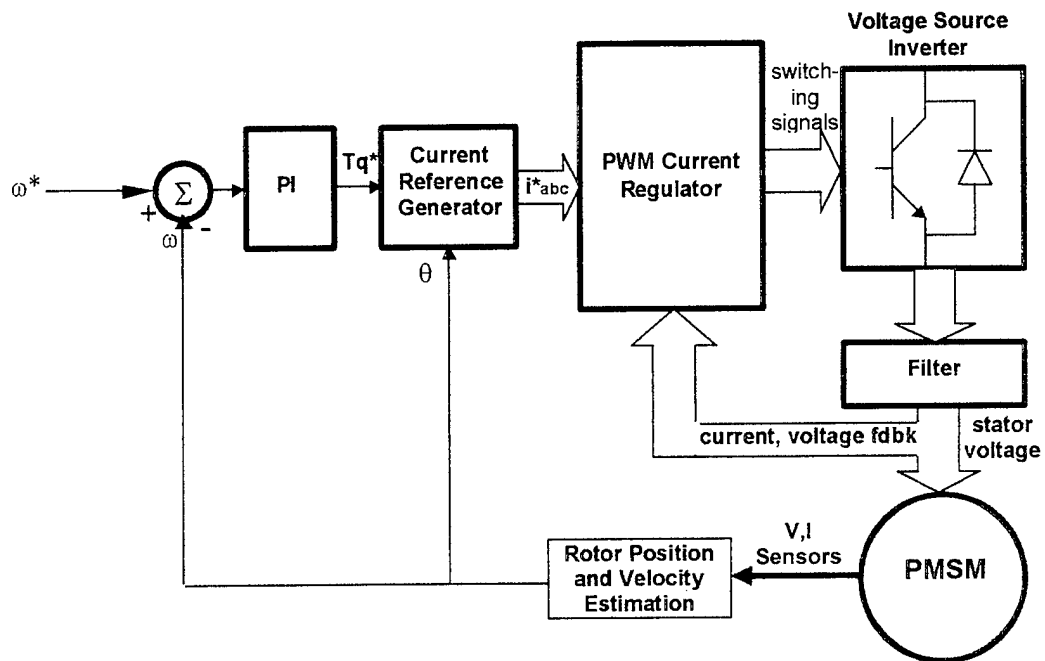 Voltage Source
Inverter
switch-
ing
signals
ω*
+
Σ
-
ω
PI
Tq*
Current
Reference
Generator
θ
i*abc
PWM Current
Regulator
Filter
current, voltage fdbk
stator
voltage
V,I
Sensors
Rotor Position
and Velocity
Estimation
PMSM